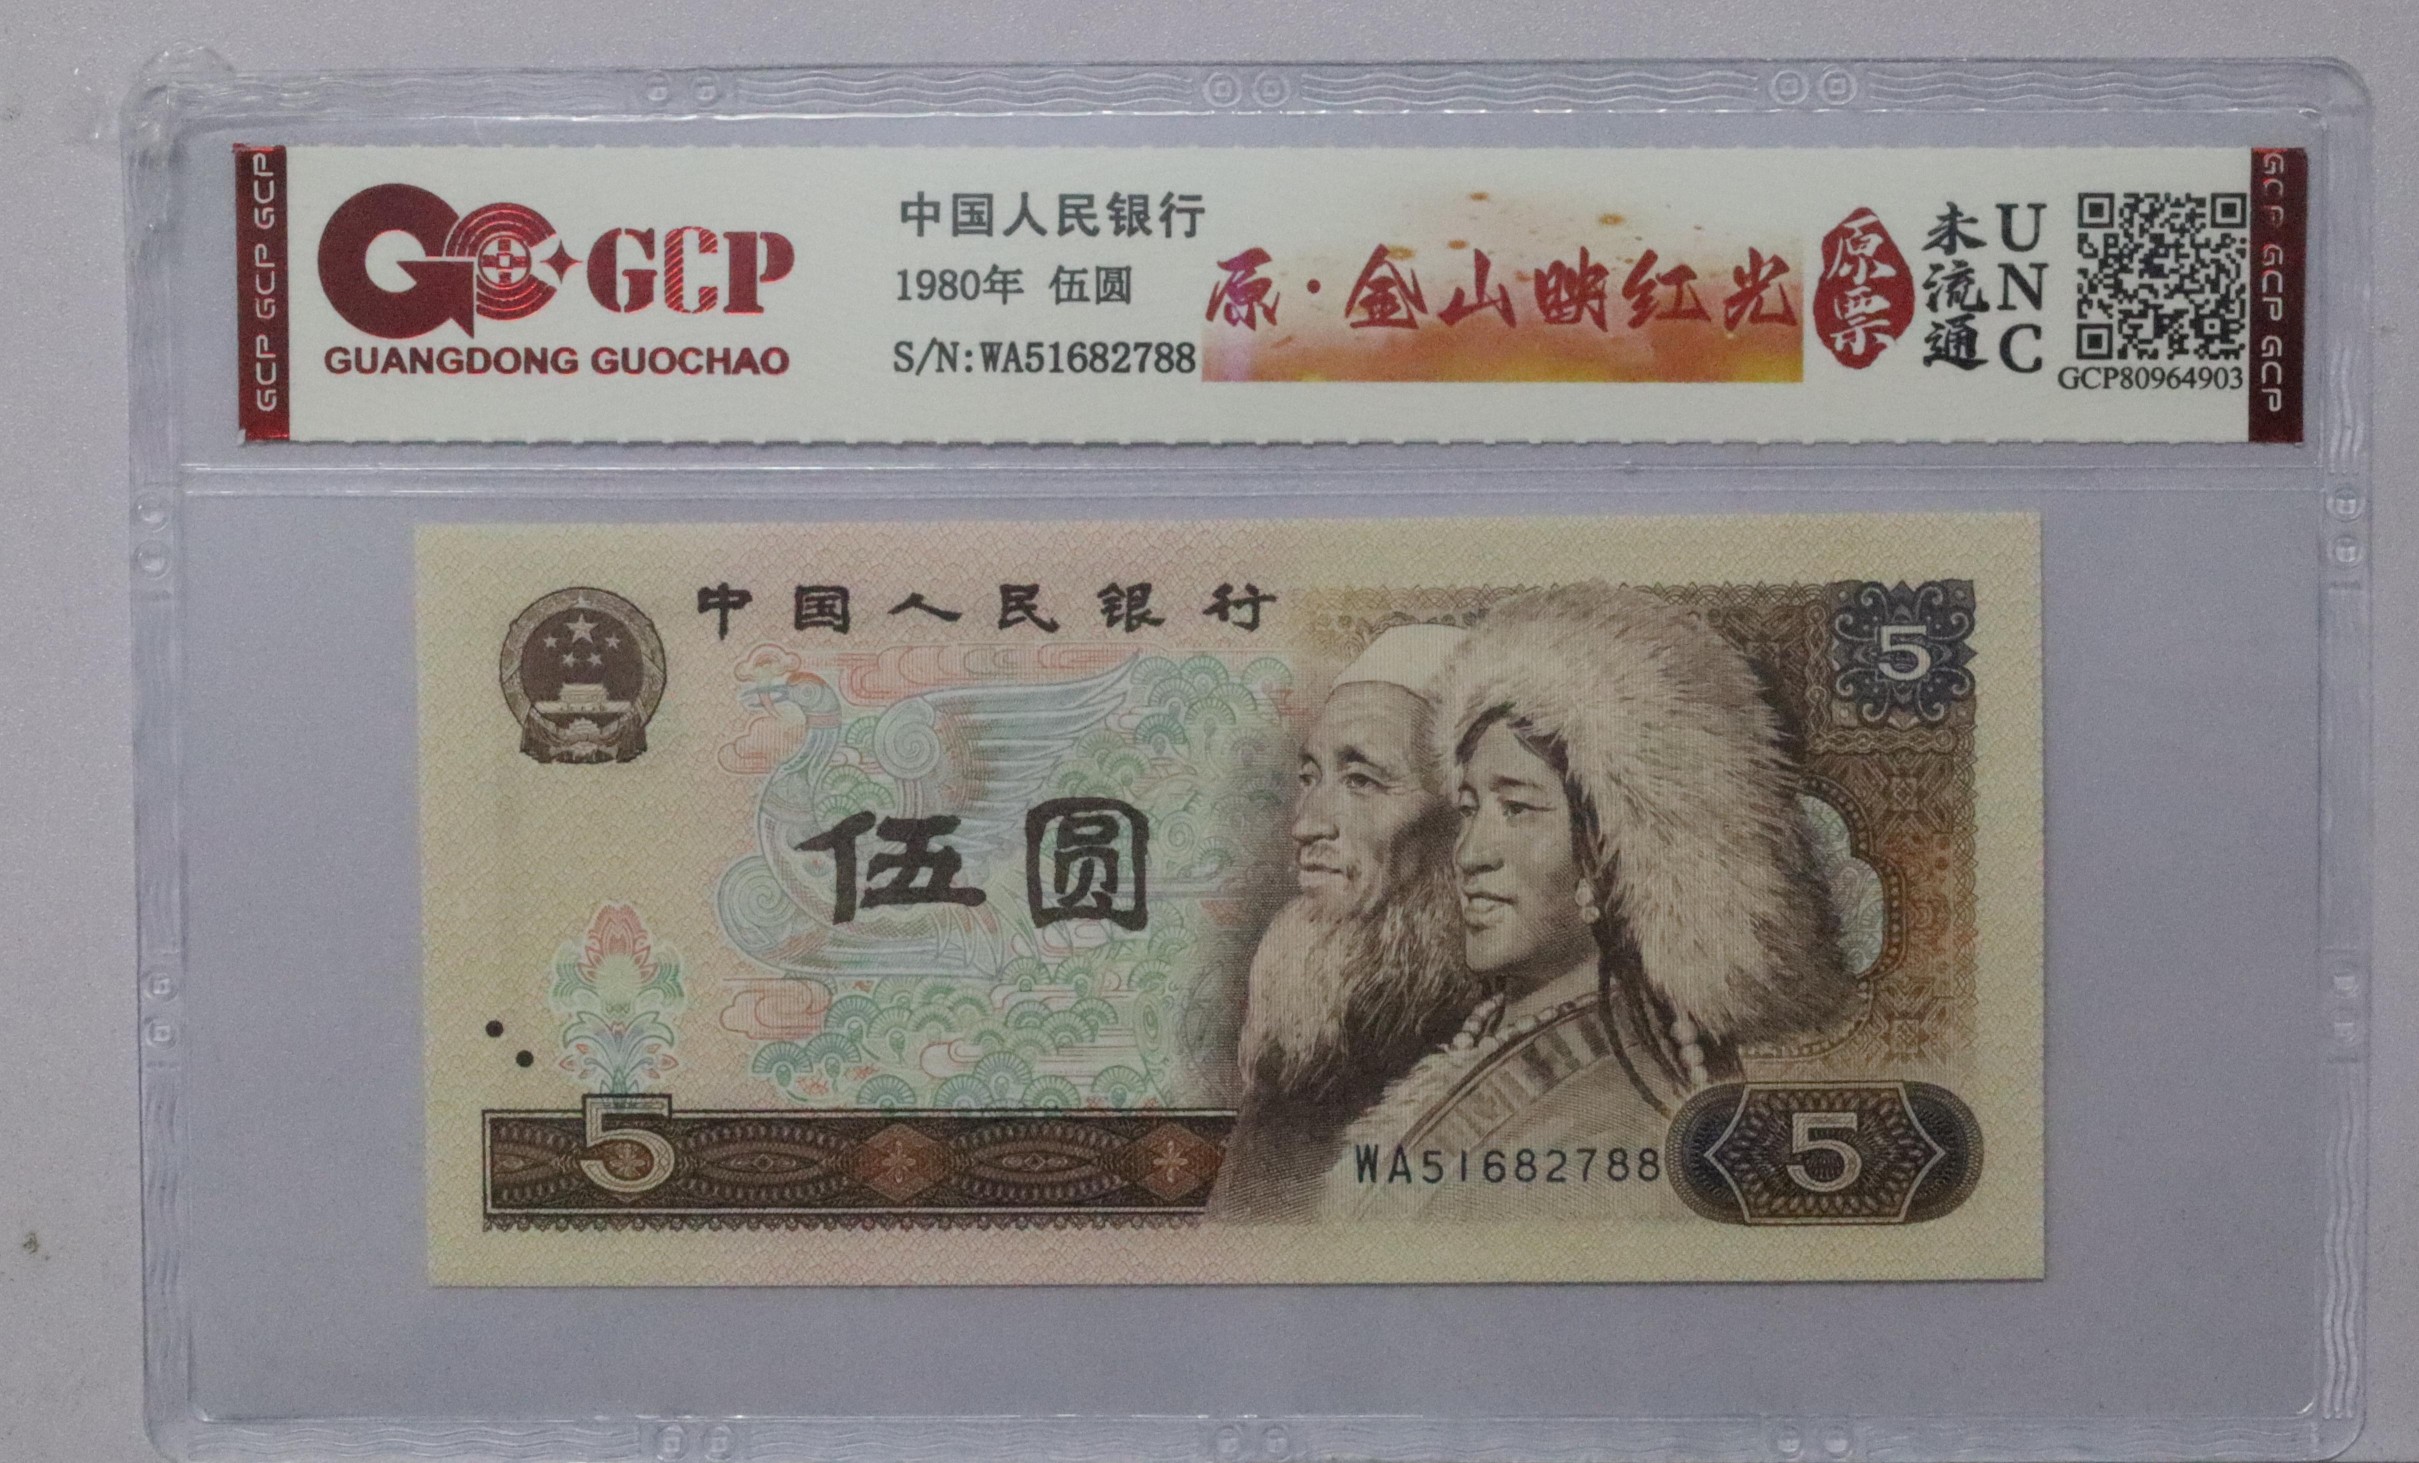 GCP GCP GCP
GCP
GUANGDONG GUOCHAO
中国人民银行
1980年 伍圆
S/N:WA51682788
原·金山映红光
原票
未流通
UNC
GCP80964903
GCP GCP GCP
中国人民银行
5
伍圆
5
WA51682788
5